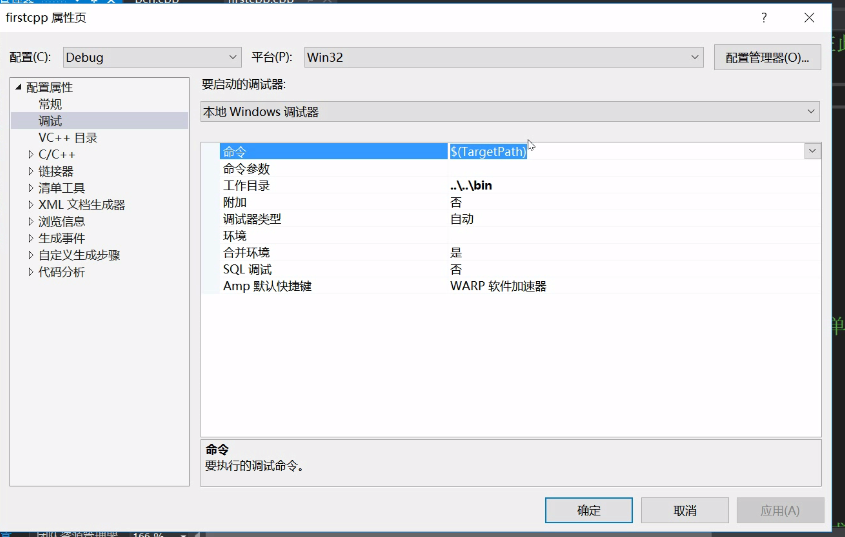 firstcpp 属性页
配置(C): Debug 平台(P): Win32 配置管理器(O)...
配置属性
常规
调试
VC++ 目录
C/C++
链接器
清单工具
XML 文档生成器
浏览信息
生成事件
自定义生成步骤
代码分析
要启动的调试器:
本地 Windows 调试器
命令 $(TargetPath)
命令参数
工作目录 ..\..\bin
附加 否
调试器类型 自动
环境
合并环境 是
SQL 调试 否
Amp 默认快捷键 WARP 软件加速器
命令
要执行的调试命令。
确定 取消 应用(A)
166 %